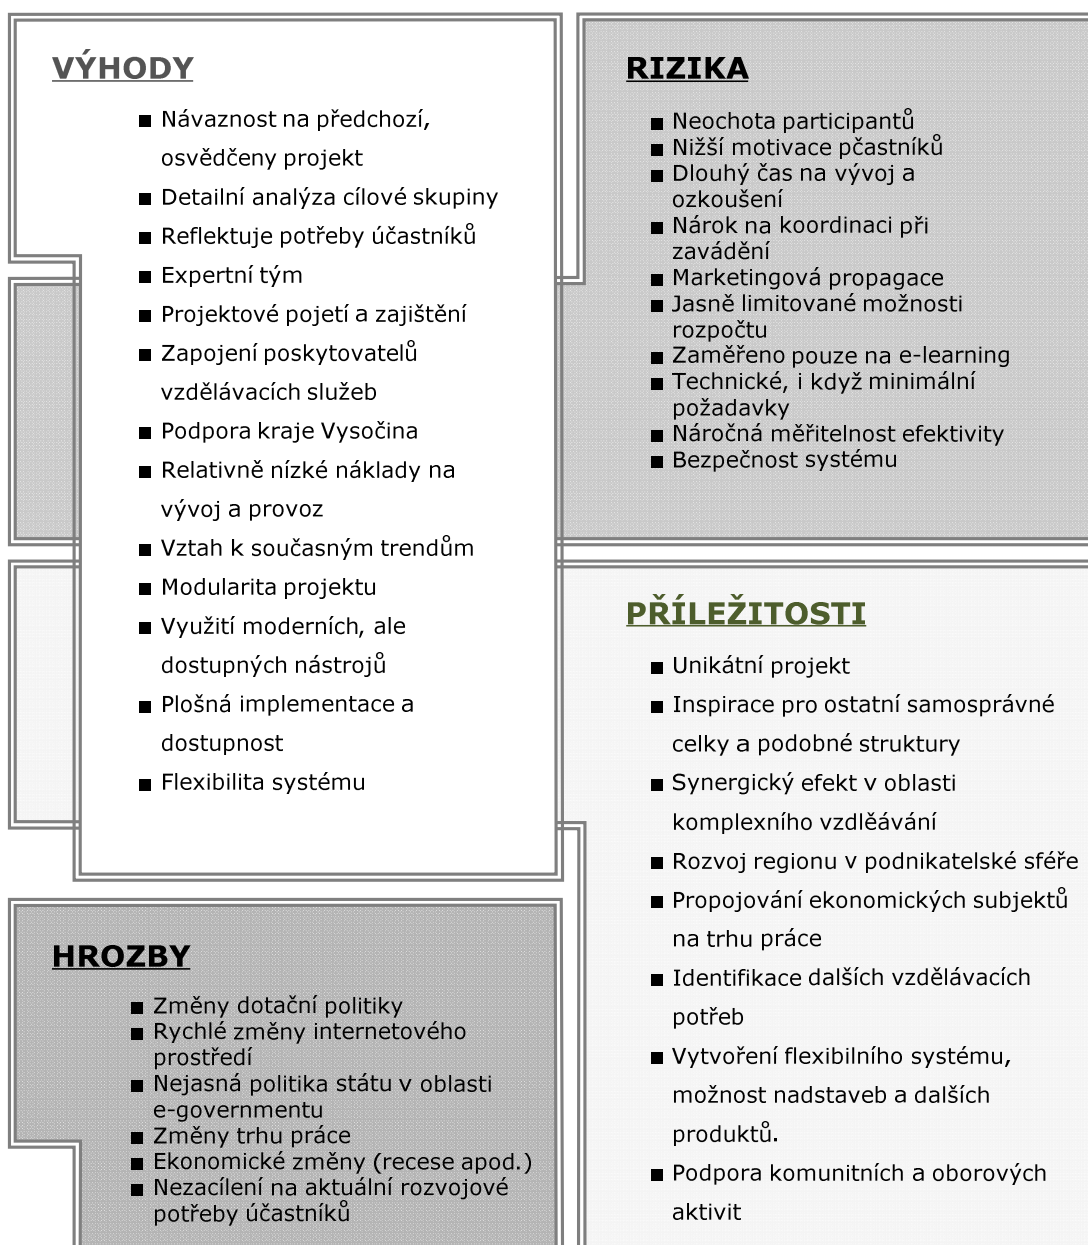 VÝHODY
Návaznost na předchozí,
osvědčeny projekt
Detailní analýza cílové skupiny
Reflektuje potřeby účastníků
Expertní tým
Projektové pojetí a zajištění
Zapojení poskytovatelů
vzdělávacích služeb
Podpora kraje Vysočina
Relativně nízké náklady na
vývoj a provoz
Vztah k současným trendům
Modularita projektu
Využití moderních, ale
dostupných nástrojů
Plošná implementace a
dostupnost
Flexibilita systému
RIZIKA
Neochota participantů
Nižší motivace pčastníků
Dlouhý čas na vývoj a
ozkoušení
Nárok na koordinaci při
zavádění
Marketingová propagace
Jasně limitované možnosti
rozpočtu
Zaměřeno pouze na e-learning
Technické, i když minimální
požadavky
Náročná měřitelnost efektivity
Bezpečnost systému
HROZBY
Změny dotační politiky
Rychlé změny internetového
prostředí
Nejasná politika státu v oblasti
e-governmentu
Změny trhu práce
Ekonomické změny (recese apod.)
Nezacílení na aktuální rozvojové
potřeby účastníků
PŘÍLEŽITOSTI
Unikátní projekt
Inspirace pro ostatní samosprávné
celky a podobné struktury
Synergický efekt v oblasti
komplexního vzdlěávání
Rozvoj regionu v podnikatelské sféře
Propojování ekonomických subjektů
na trhu práce
Identifikace dalších vzdělávacích
potřeb
Vytvoření flexibilního systému,
možnost nadstaveb a dalších
produktů.
Podpora komunitních a oborových
aktivit